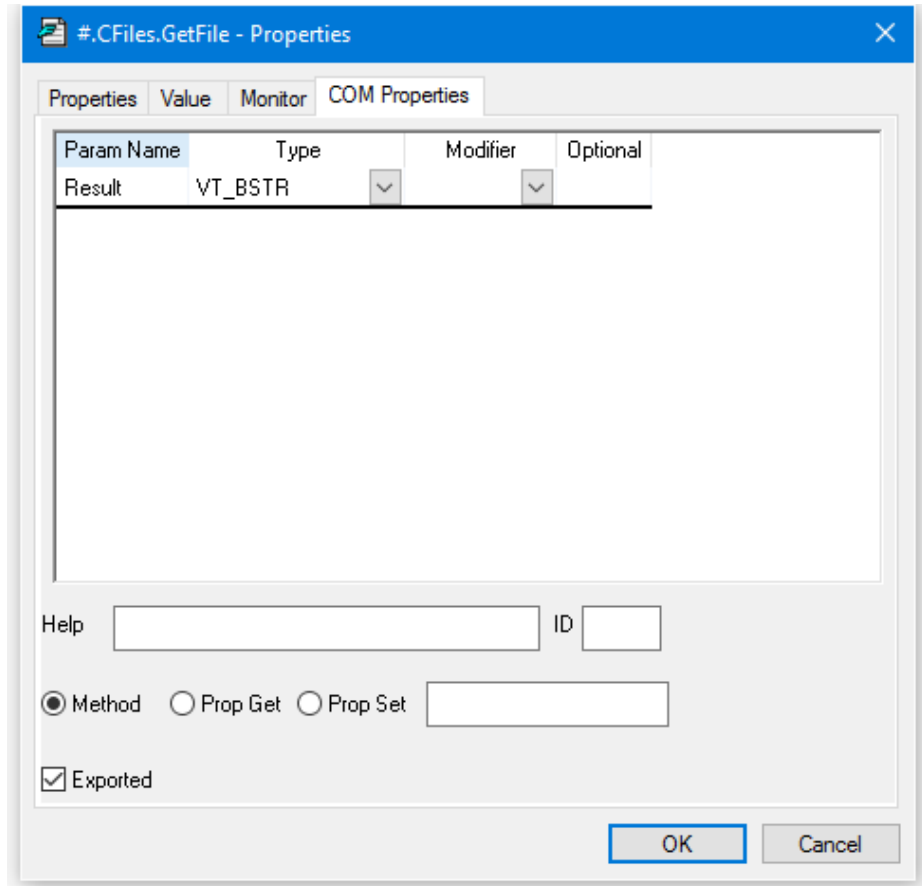 #.CFiles.GetFile - Properties
Properties Value Monitor COM Properties
Param Name Type Modifier Optional
Result VT_BSTR
Help ID
Method Prop Get Prop Set
Exported
OK Cancel